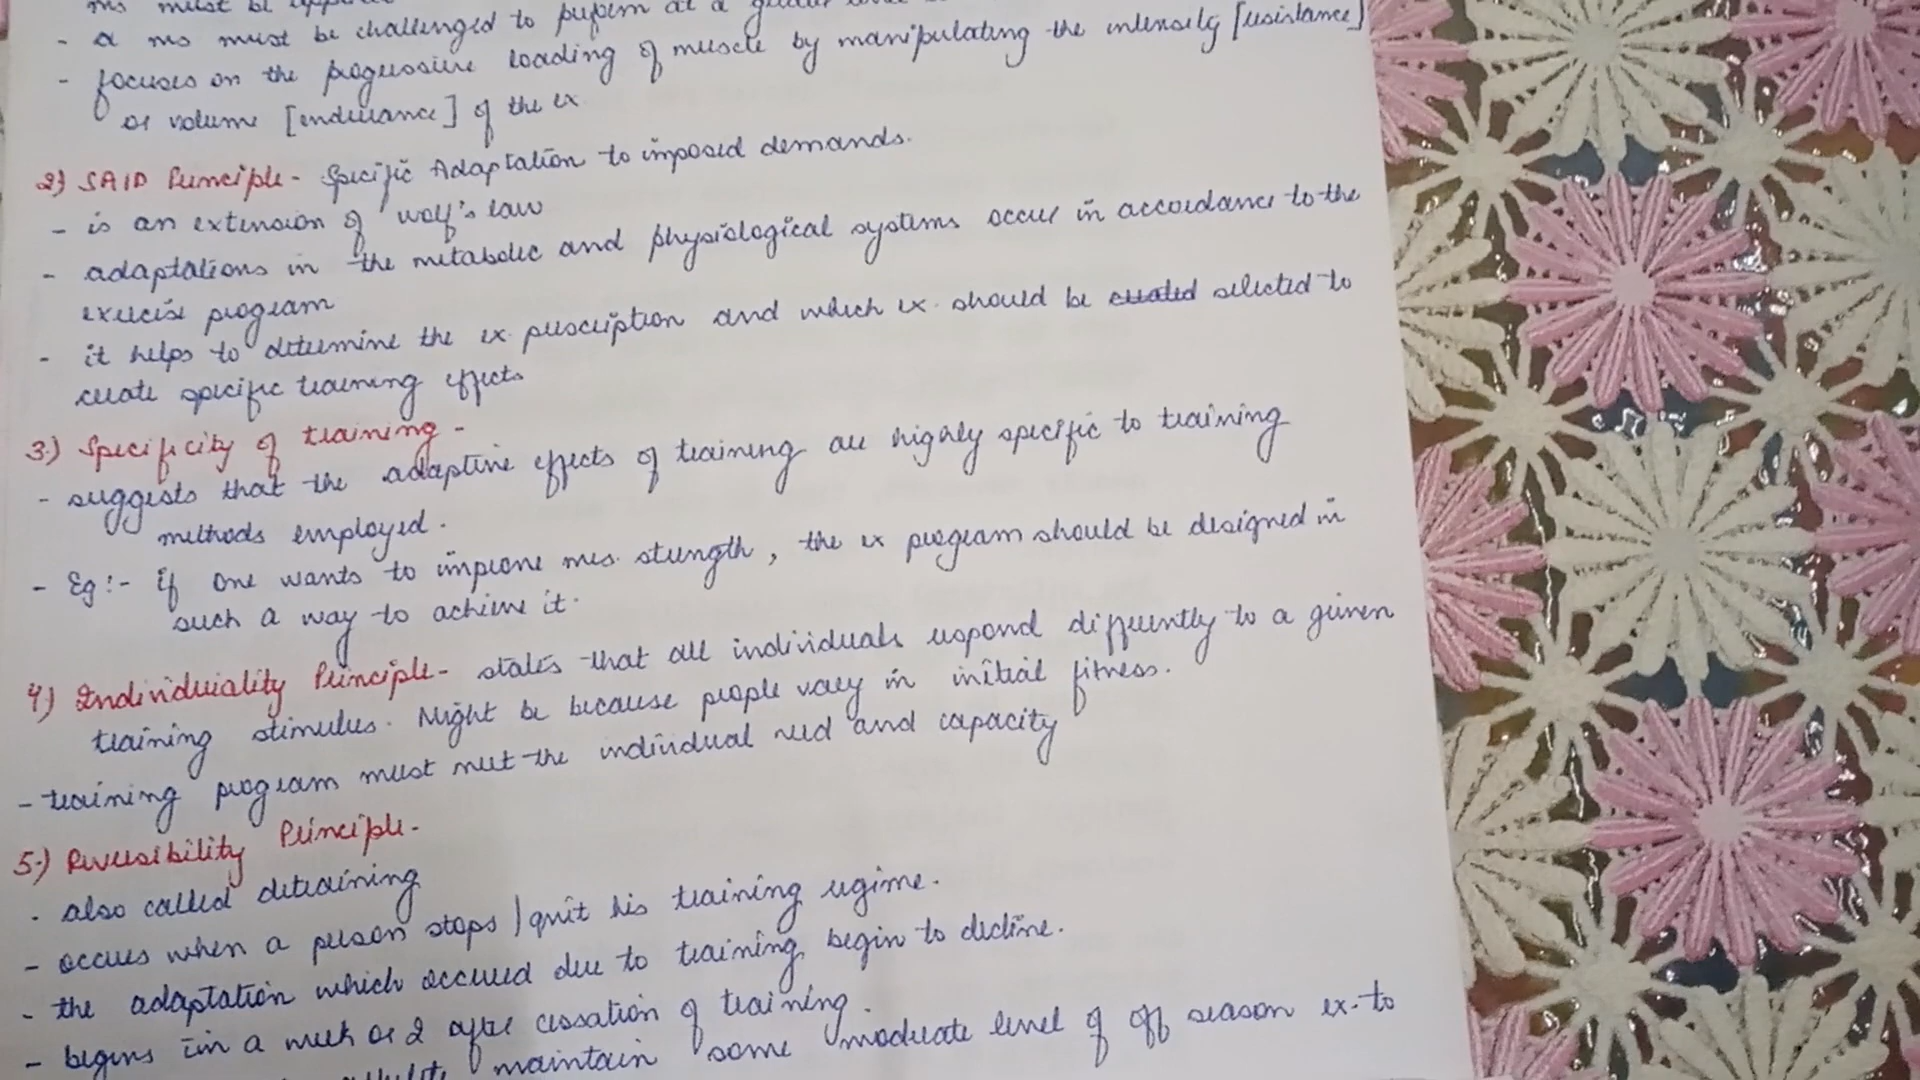 ms must be
- a ms must be challenged to perform at a greater
- focuses on the progressive loading of muscle by manipulating the intensity [resistance]
or volume [endurance] of the ex
2) SAID Principle - Specific Adaptation to imposed demands.
- is an extension of wolf's law
- adaptations in the metabolic and physiological systems occur in accordance to the
exercise program
- it helps to determine the ex. prescription and which ex. should be created selected to
create specific training effects
3.) Specificity of training -
- suggests that the adaptive effects of training are highly specific to training
methods employed.
- Eg:- if one wants to improve mus. strength, the ex program should be designed in
such a way to achieve it.
4) Individuality Principle - states that all individuals respond differently to a given
training stimulus. Might be because people vary in initial fitness.
- training program must meet the individual need and capacity
5.) Reversibility Principle -
- also called detraining
- occurs when a person stops / quit his training regime.
- the adaptation which occured due to training begin to decline.
- begins in a week or 2 after cessation of training.
maintain some moderate level of off season ex. to